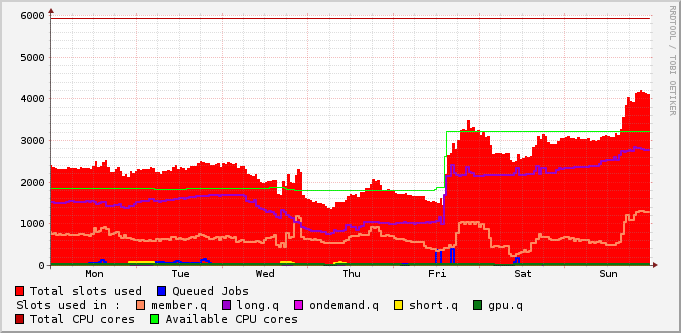 6000
5000
4000
3000
2000
1000
0
Mon Tue Wed Thu Fri Sat Sun
RRDTOOL / TOBI OETIKER
Total slots used Queued Jobs
Slots used in : member.q long.q ondemand.q short.q gpu.q
Total CPU cores Available CPU cores